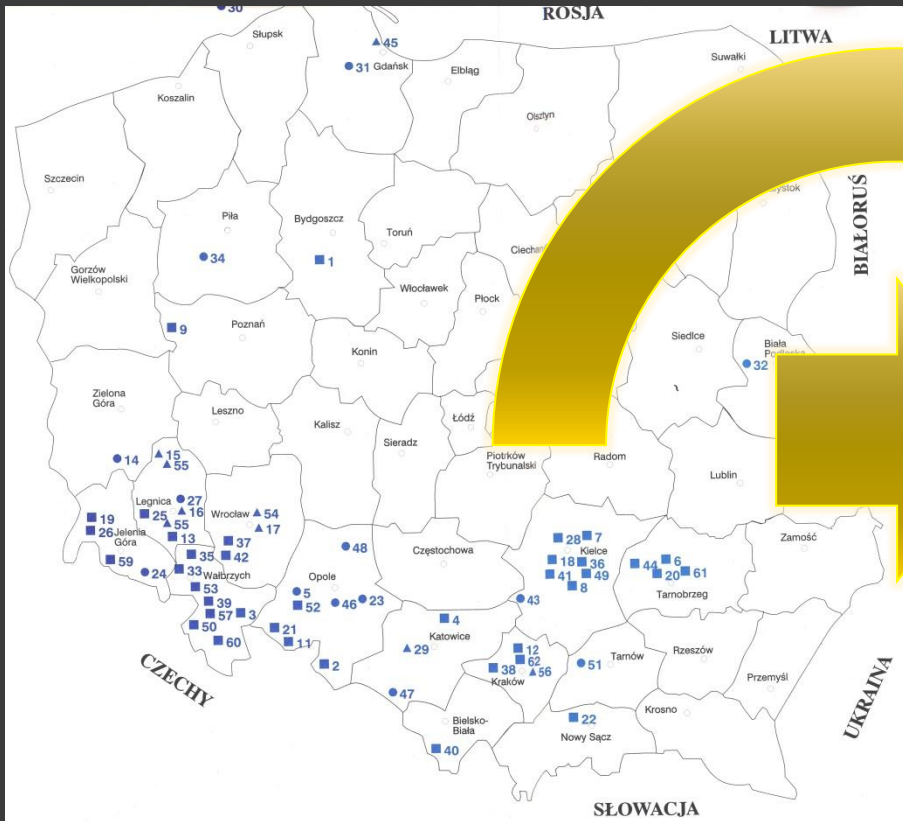 30
ROSJA
Słupsk
45
LITWA
31
Gdańsk
Elbląg
Suwałki
Koszalin
Olsztyn
Szczecin
BIAŁORUŚ
Piła
Bydgoszcz
Toruń
34
1
Gorzów
Wielkopolski
Włocławek
Płock
9
Poznań
Konin
Siedlce
Biała
Podlaska
32
Zielona
Góra
Leszno
Kalisz
Łódź
Sieradz
Piotrków
Trybunalski
Radom
Lublin
14
15
55
27
Legnica
25
16
54
Wrocław
17
19
26
Jelenia
Góra
55
13
37
59
35
42
48
24
33
Wałbrzych
Częstochowa
28
7
Kielce
18
36
41
49
8
44
6
20
61
Tarnobrzeg
Zamość
53
Opole
5
52
46
23
43
39
57
3
4
50
60
21
11
Katowice
29
12
62
38
56
Kraków
51
Tarnów
Rzeszów
Przemyśl
2
47
CZECHY
Bielsko-
Biała
22
Nowy Sącz
Krosno
UKRAINA
40
SŁOWACJA